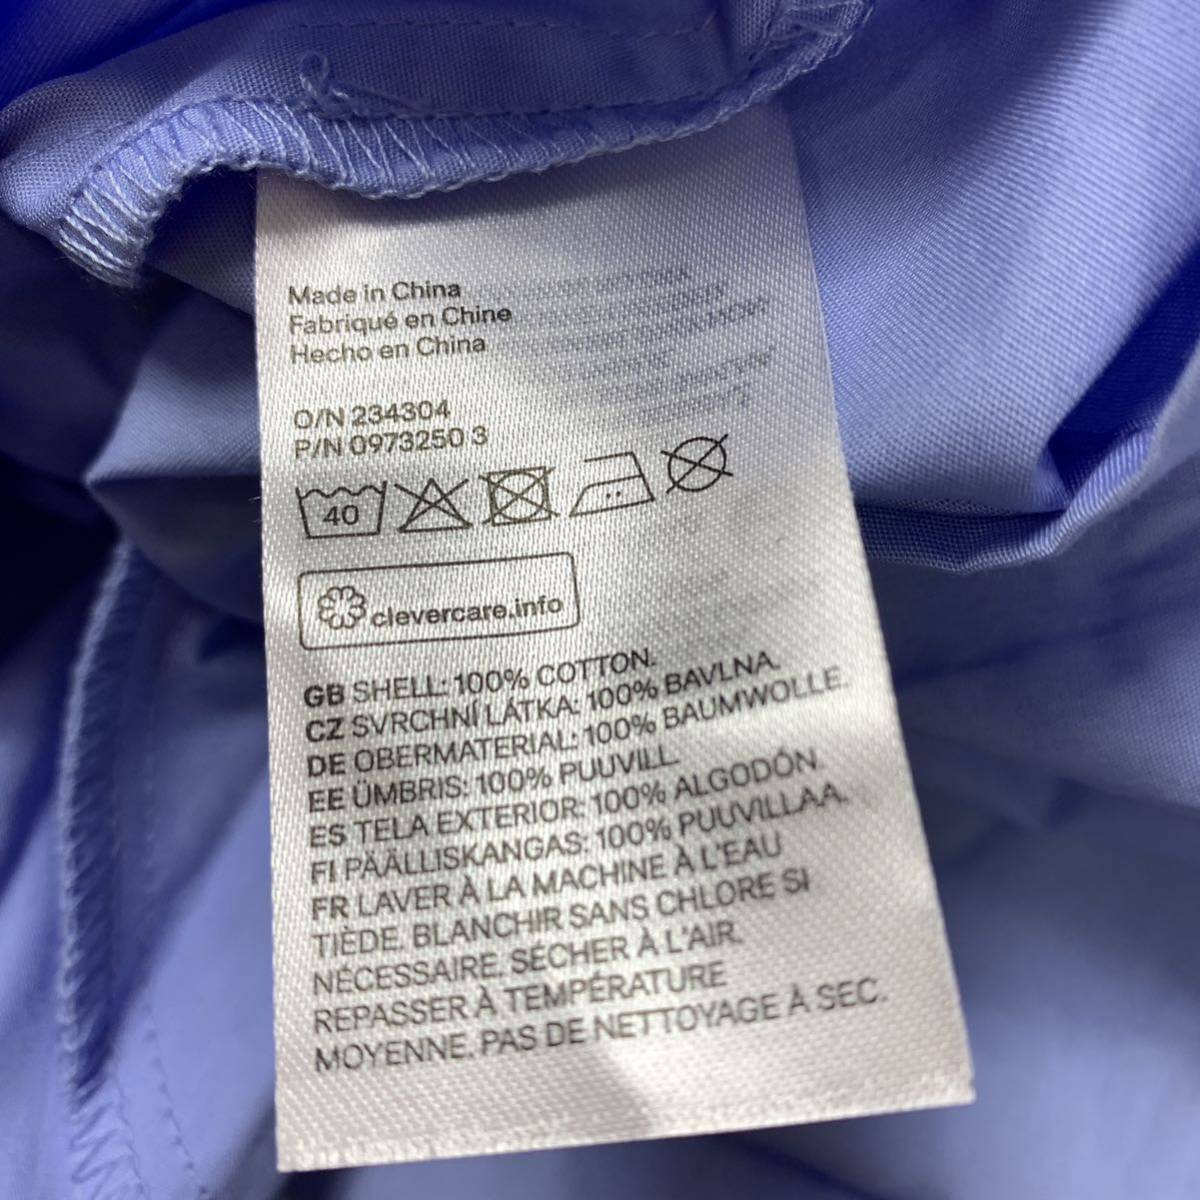 Made in China
Fabriqué en Chine
Hecho en China
O/N 234304
P/N 0973250 3
40
clevercare.info
GB SHELL: 100% COTTON.
CZ SVRCHNÍ LÁTKA: 100% BAVLNA.
DE OBERMATERIAL: 100% BAUMWOLLE.
EE ÜMBRIS: 100% PUUVILL.
ES TELA EXTERIOR: 100% ALGODÓN.
FI PÄÄLLISKANGAS: 100% PUUVILLAA.
FR LAVER À LA MACHINE À L'EAU
TIÈDE. BLANCHIR SANS CHLORE SI
NÉCESSAIRE. SÉCHER À L'AIR.
REPASSER À TEMPÉRATURE
MOYENNE. PAS DE NETTOYAGE À SEC.